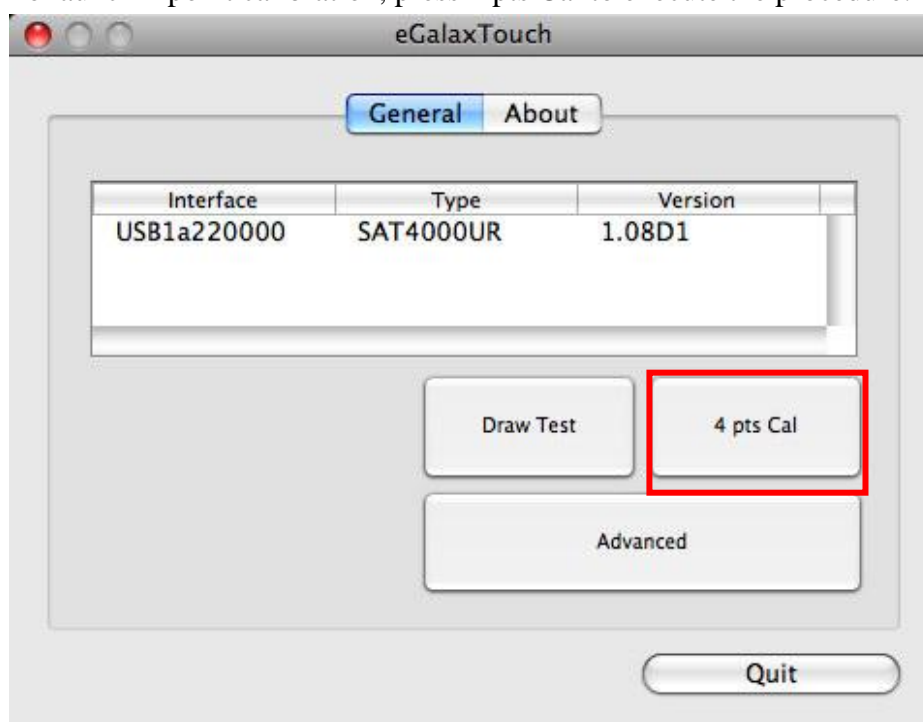 eGalaxTouch
General About
Interface Type Version
USB1a220000 SAT4000UR 1.08D1
Draw Test 4 pts Cal
Advanced
Quit